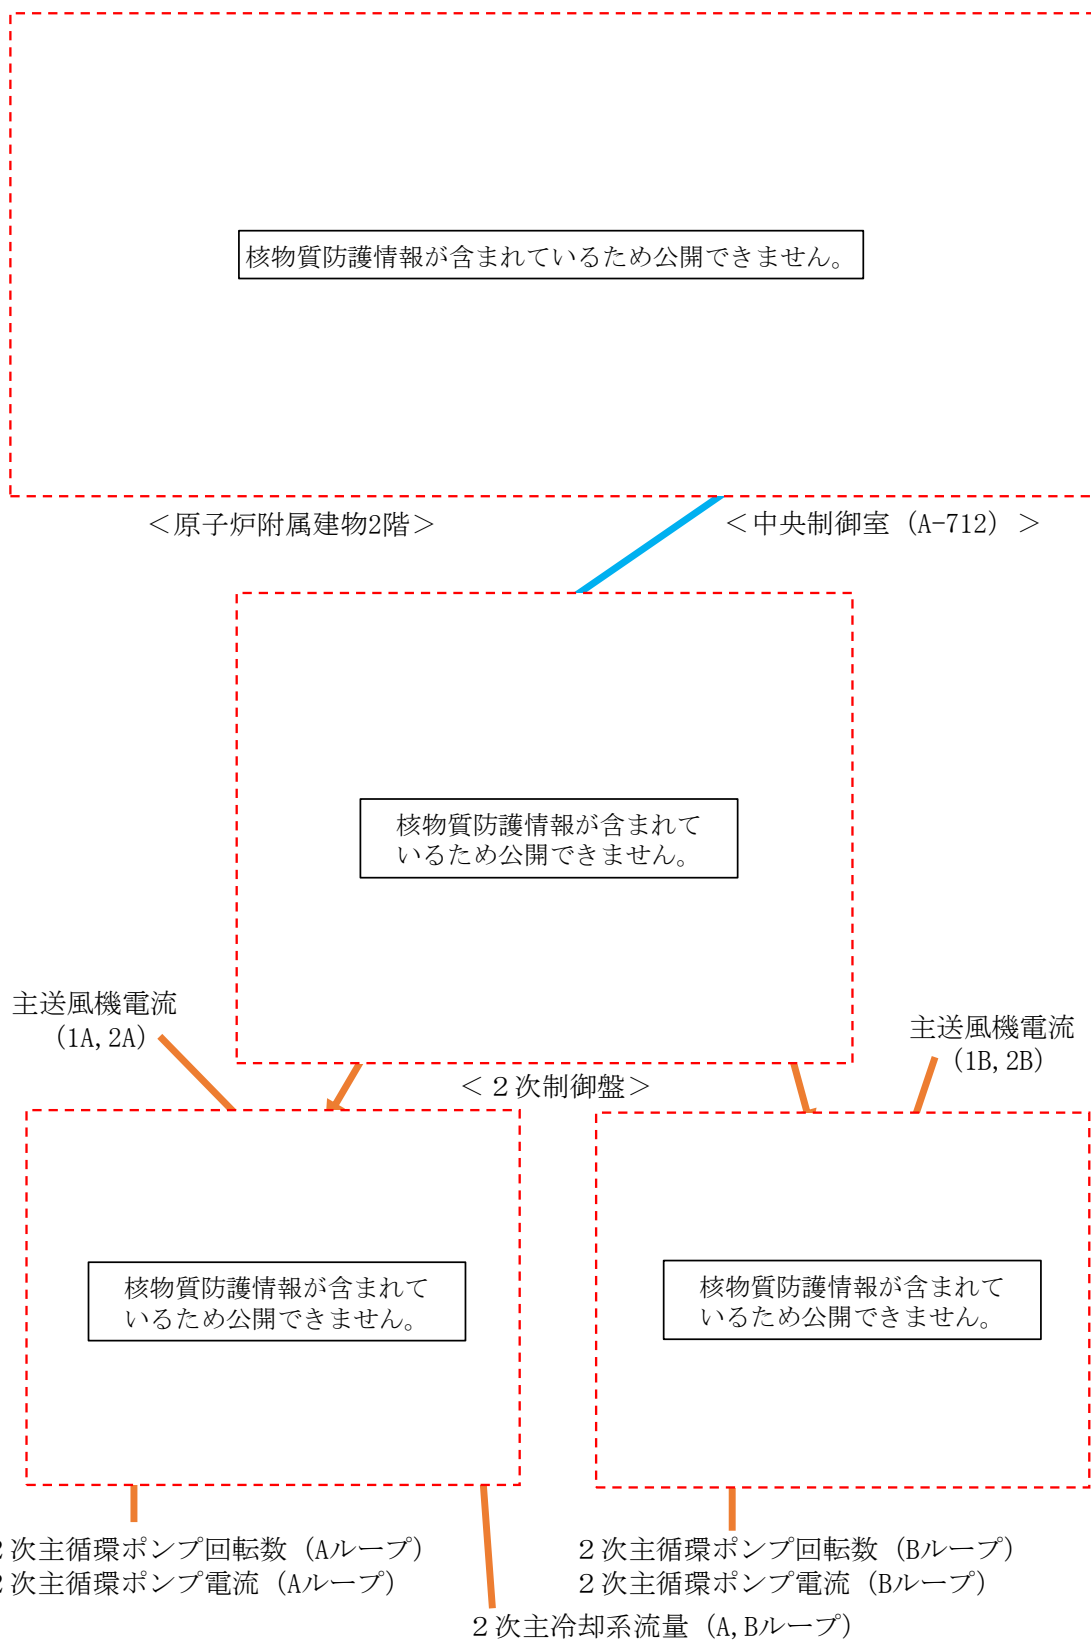 核物質防護情報が含まれているため公開できません。
＜原子炉附属建物2階＞
＜中央制御室（A-712）＞
核物質防護情報が含まれて
いるため公開できません。
主送風機電流
（1A,2A）
主送風機電流
（1B,2B）
＜２次制御盤＞
核物質防護情報が含まれて
いるため公開できません。
核物質防護情報が含まれて
いるため公開できません。
２次主循環ポンプ回転数（Aループ）
２次主循環ポンプ電流（Aループ）
２次主循環ポンプ回転数（Bループ）
２次主循環ポンプ電流（Bループ）
２次主冷却系流量（A,Bループ）